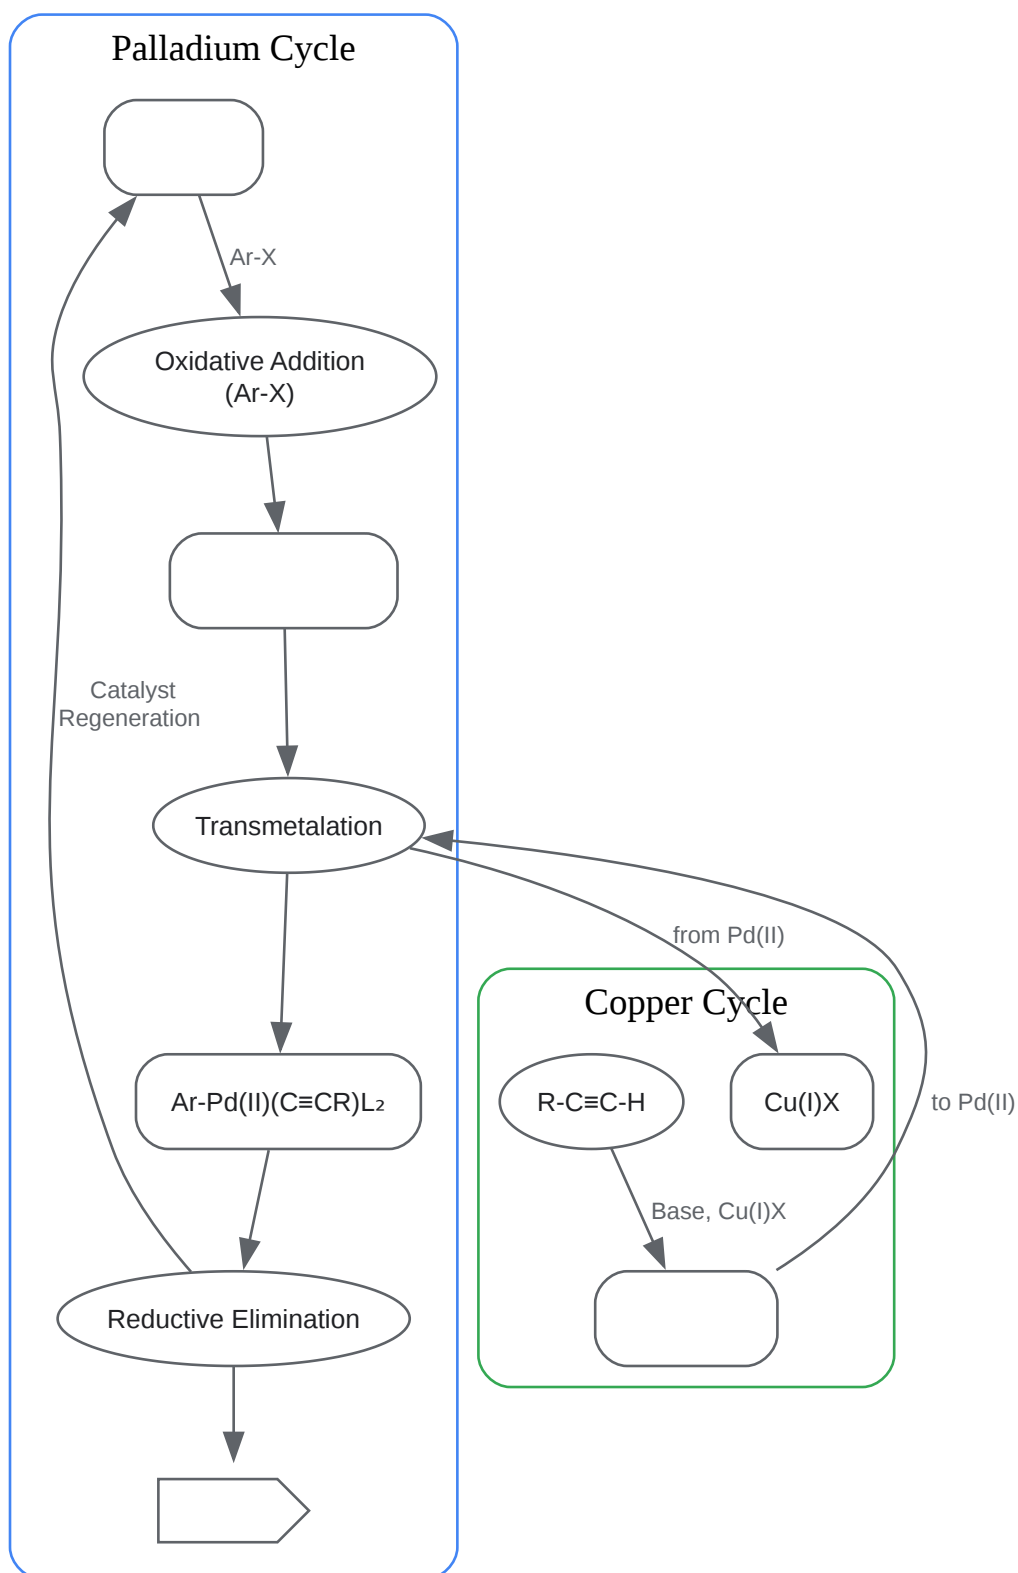 Palladium Cycle
Ar-X
Oxidative Addition
(Ar-X)
Catalyst
Regeneration
Transmetalation
from Pd(II)
Copper Cycle
Ar-Pd(II)(C≡CR)L₂
R-C≡C-H
Cu(I)X
to Pd(II)
Base, Cu(I)X
Reductive Elimination